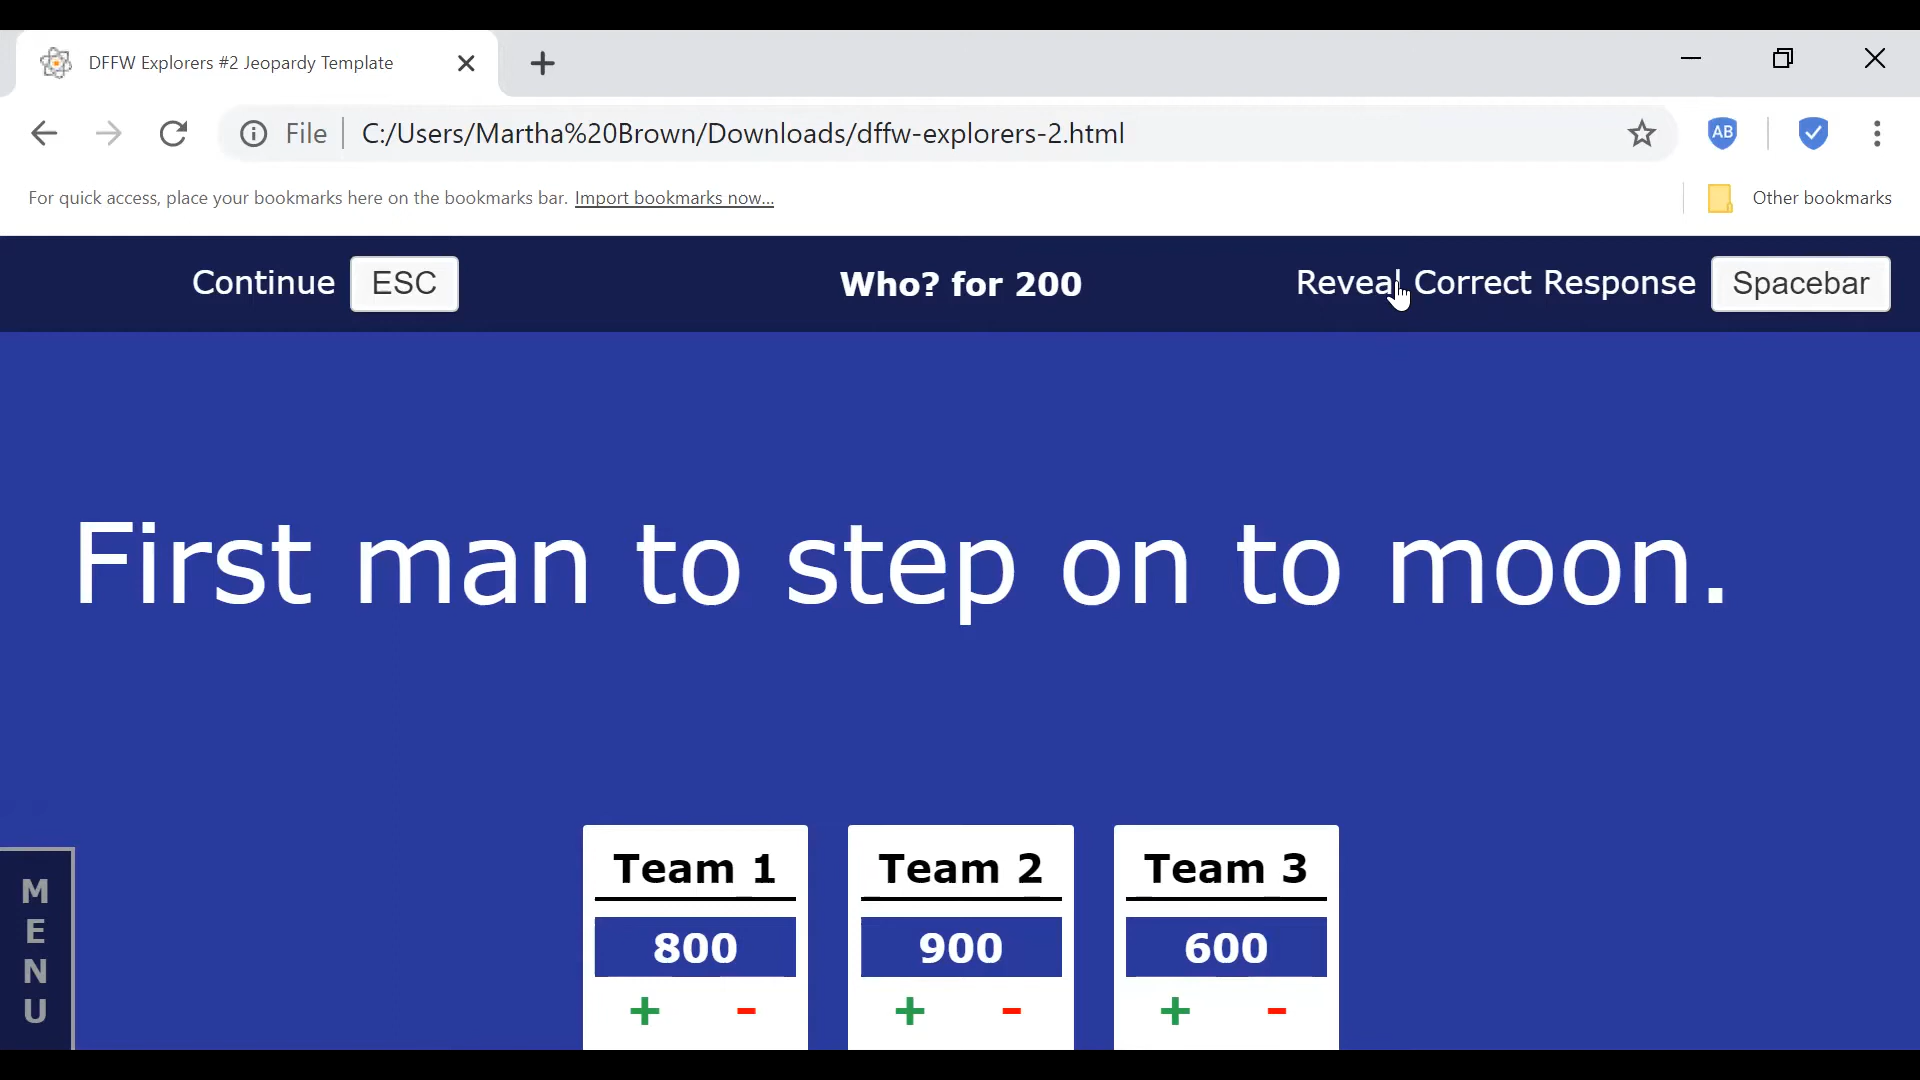 DFFW Explorers #2 Jeopardy Template
File C:/Users/Martha%20Brown/Downloads/dffw-explorers-2.html
AB
For quick access, place your bookmarks here on the bookmarks bar. Import bookmarks now...
Other bookmarks
Continue ESC
Who? for 200
Reveal Correct Response Spacebar
First man to step on to moon.
MENU
Team 1 Team 2 Team 3
800 900 600
+ - + - + -